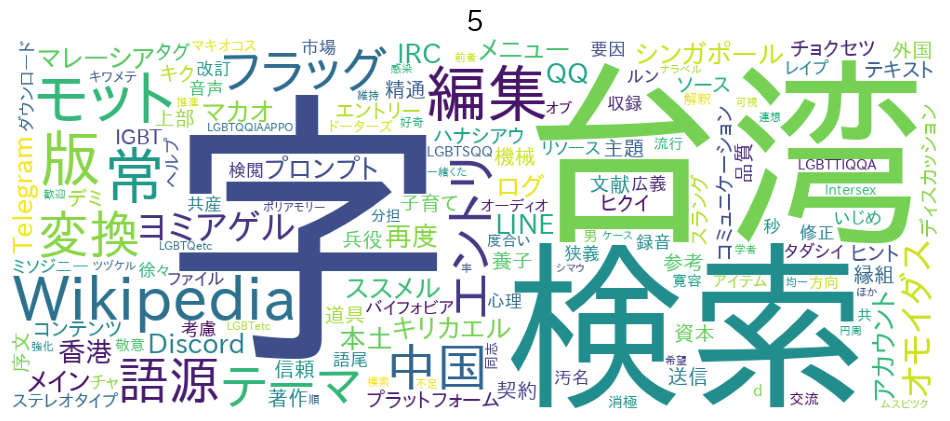 5
字
台湾
検索
Wikipedia
編集
モット
フラッグ
版
常
変換
ヨミアゲル
語源
テーマ
中国
エントリ
オモイダス
Telegram
Discord
マレーシア
タグ
マキオコス
市場
IRC
メニュー
要因
シンガポール
チョクセツ
外国
ダウンロード
キワメテ
キク
改訂
感染
前者
QQ
ルン
ソース
ナラベル
レイプ
テキスト
音声
推進
マカオ
維持
精通
オブ
収録
解釈
可視
連想
上部
LGBTQQIAAPPO
エントリー
ドーターズ
好奇
ハナシアウ
リソース
主題
流行
IGBT
ヘルプ
検閲
プロンプト
LGBTSQQ
機械
コミュニケーション
品質
LGBTTIQQA
ディスカッション
歓迎
デミ
共産
ポリアモリー
一緒くた
ログ
オーディオ
文献
広義
ヒクイ
スラング
Intersex
いじめ
LGBTQetc
分担
子育て
LINE
兵役
再度
度合い
男
ケース
録音
秒
修正
学者
ミソジニー
ツヅケル
徐々
ファイル
率
養子
狭義
参考
タダシイ
ヒント
シマウ
寛容
アイテム
均一
方向
縁組
ほか
ススメル
バイフォビア
心理
道具
コンテンツ
考慮
強化
LGBTetc
敬意
序文
香港
信頼
語尾
本土
キリカエル
同志
資本
円周
共
アカウント
希望
メイン
チャ
模索
不足
契約
汚名
送信
d
ステレオタイプ
著作
順
プラットフォーム
消極
交流
ムスビツク